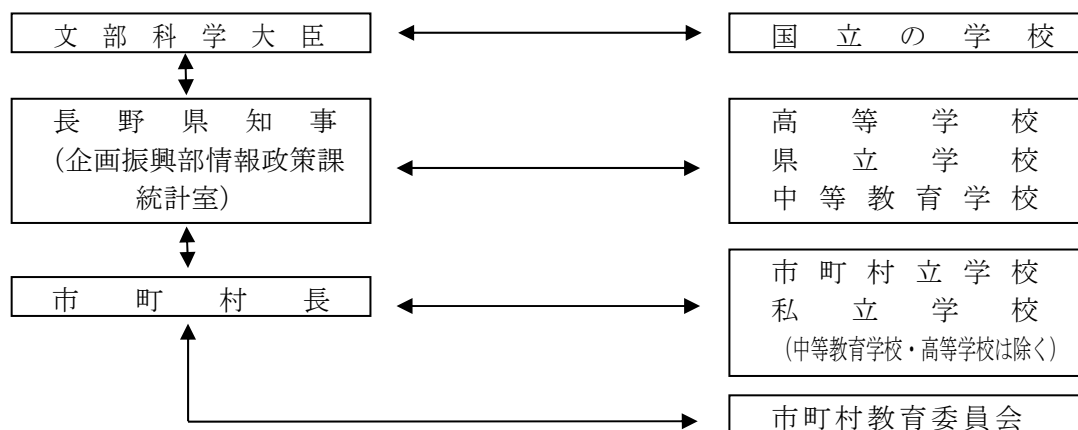 文部科学大臣
国立の学校
長野県知事
(企画振興部情報政策課
統計室)
高等学校
県立学校
中等教育学校
市町村長
市町村立学校
私立学校
(中等教育学校・高等学校は除く)
市町村教育委員会